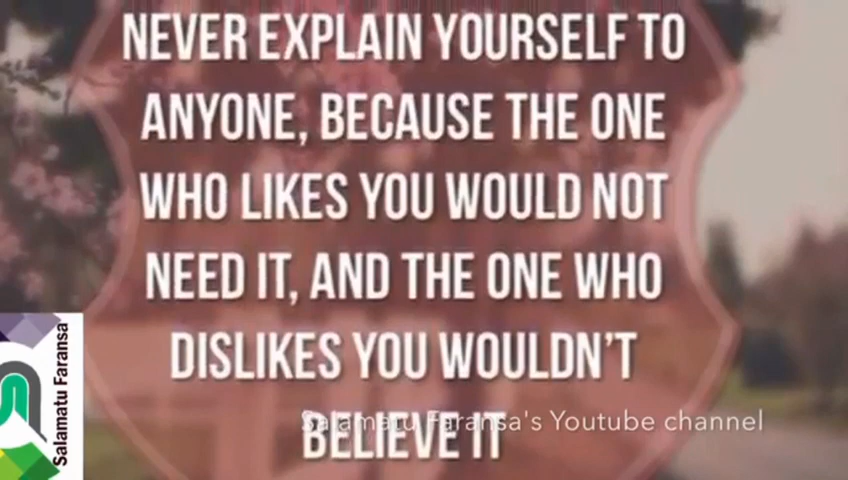 NEVER EXPLAIN YOURSELF TO
ANYONE, BECAUSE THE ONE
WHO LIKES YOU WOULD NOT
NEED IT, AND THE ONE WHO
DISLIKES YOU WOULDN'T
BELIEVE IT
Salamatu Faransa's Youtube channel
Salamatu Faransa